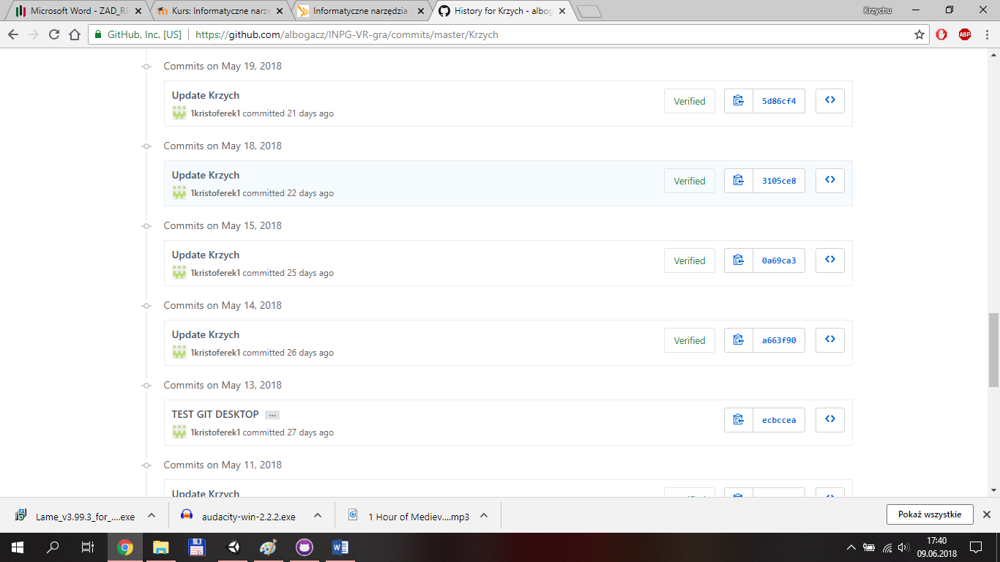 Microsoft Word - ZAD_RF
Kurs: Informatyczne narzę
Informatyczne narzędzia
History for Krzych - albog
Krzychu
GitHub, Inc. [US]
https://github.com/albogacz/INPG-VR-gra/commits/master/Krzych
ABP
Commits on May 19, 2018
Update Krzych
Verified
5d86cf4
1kristoferek1 committed 21 days ago
Commits on May 18, 2018
Update Krzych
Verified
3105ce8
1kristoferek1 committed 22 days ago
Commits on May 15, 2018
Update Krzych
Verified
0a69ca3
1kristoferek1 committed 25 days ago
Commits on May 14, 2018
Update Krzych
Verified
a663f90
1kristoferek1 committed 26 days ago
Commits on May 13, 2018
TEST GIT DESKTOP ...
ecbccea
1kristoferek1 committed 27 days ago
Commits on May 11, 2018
Update Krzych
Lame_v3.99.3_for_....exe
audacity-win-2.2.2.exe
1 Hour of Mediev....mp3
Pokaż wszystkie
17:40
09.06.2018